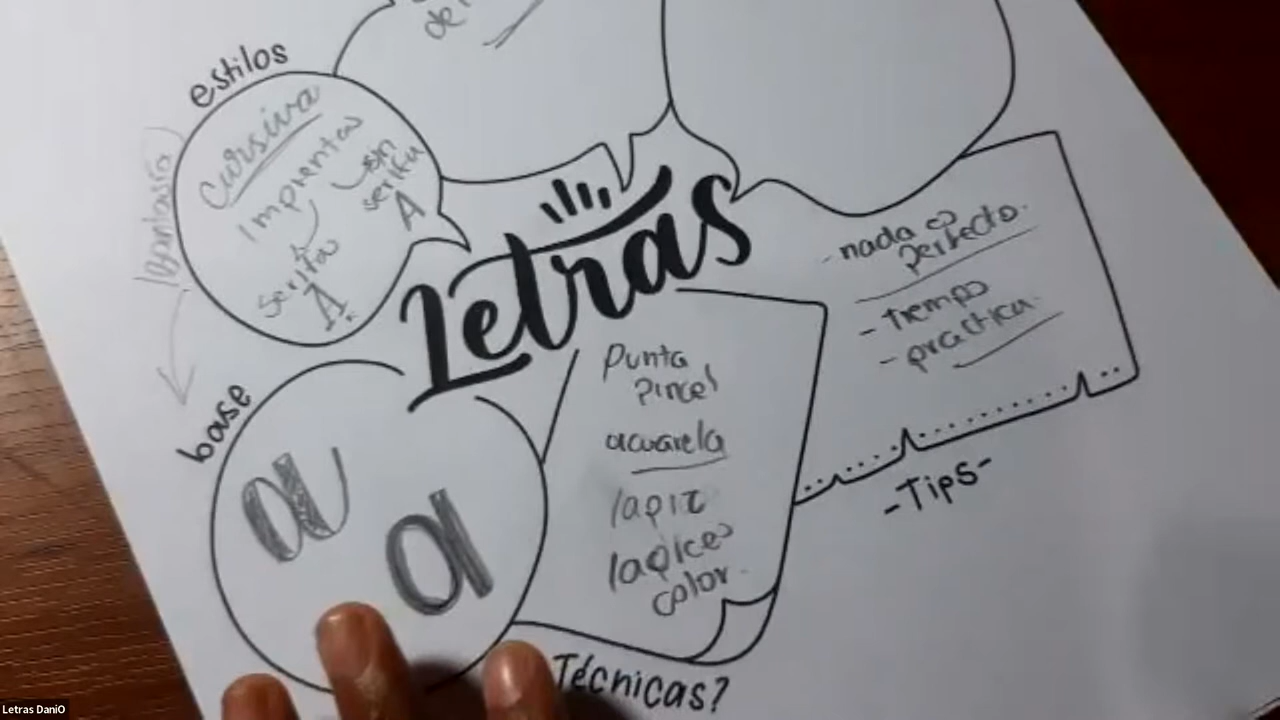 estilos
cursiva
imprenta
serifa
A
sin
serifa
A
fantasía
Letras
base
a
a
punta
pincel
acuarela
lapiz
lapices
color.
Técnicas?
- nada es
perfecto.
- tiempo
- practica.
-Tips-
Letras DaniO